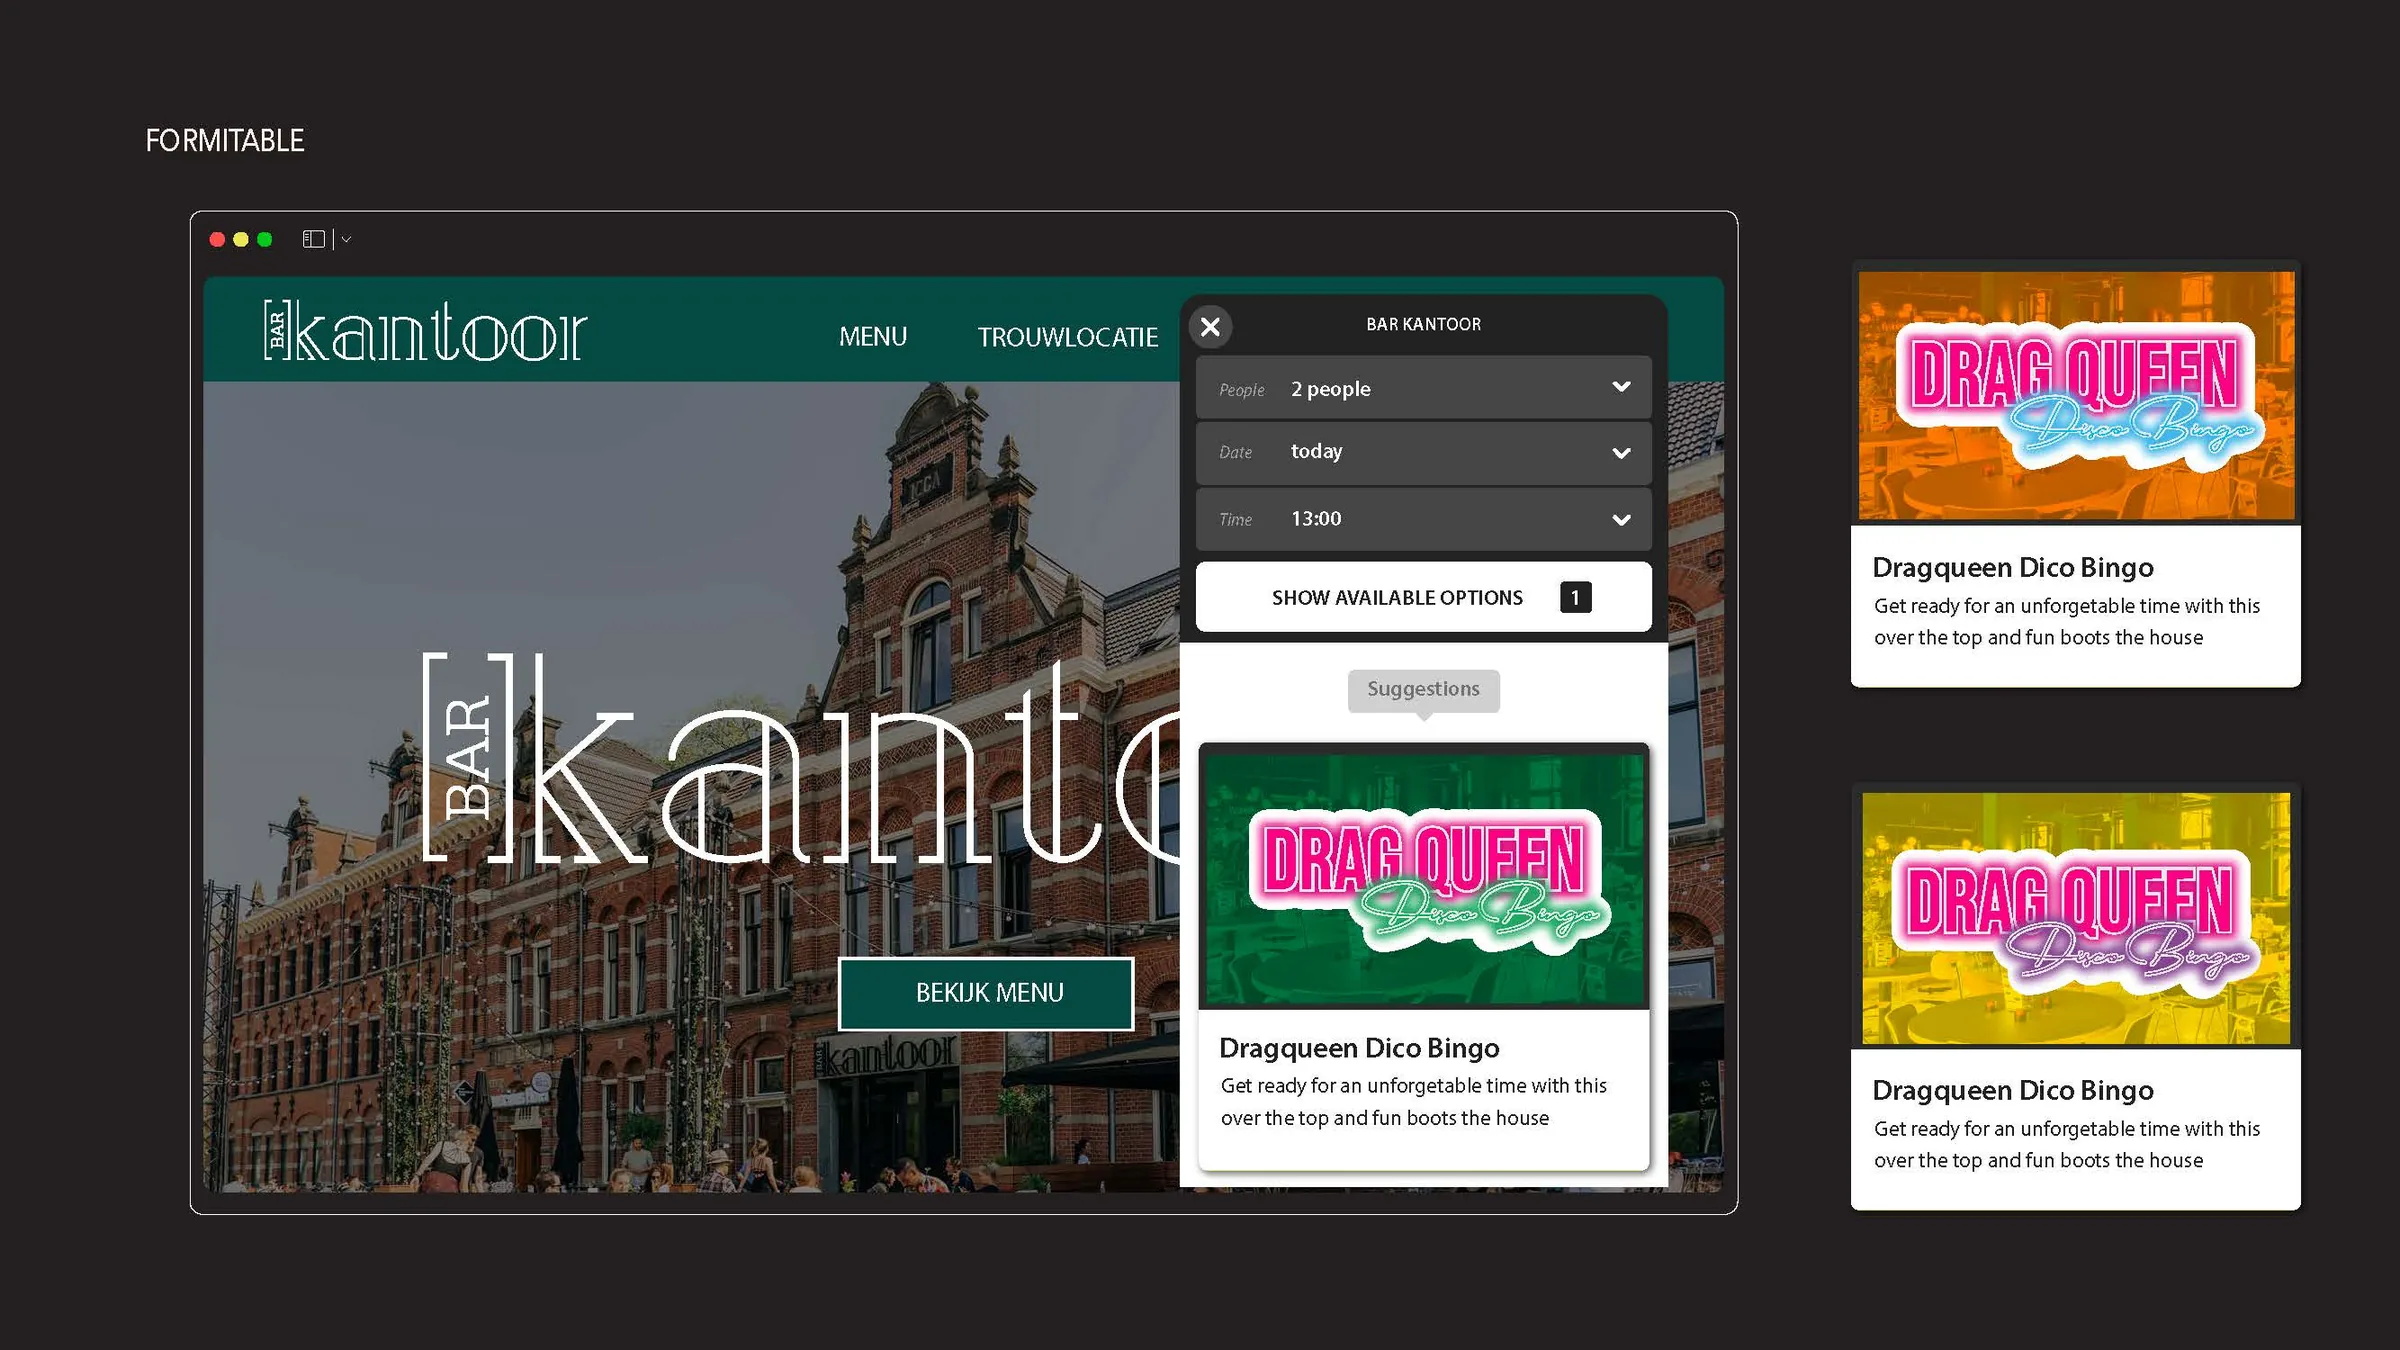 FORMITABLE
[BAR] kantoor
MENU
TROUWLOCATIE
BAR KANTOOR
People 2 people
Date today
Time 13:00
SHOW AVAILABLE OPTIONS 1
Suggestions
[BAR] kanto
BEKIJK MENU
BAR kantoor
DRAG QUEEN
Disco Bingo
Dragqueen Dico Bingo
Get ready for an unforgetable time with this
over the top and fun boots the house
DRAG QUEEN
Disco Bingo
Dragqueen Dico Bingo
Get ready for an unforgetable time with this
over the top and fun boots the house
DRAG QUEEN
Disco Bingo
Dragqueen Dico Bingo
Get ready for an unforgetable time with this
over the top and fun boots the house